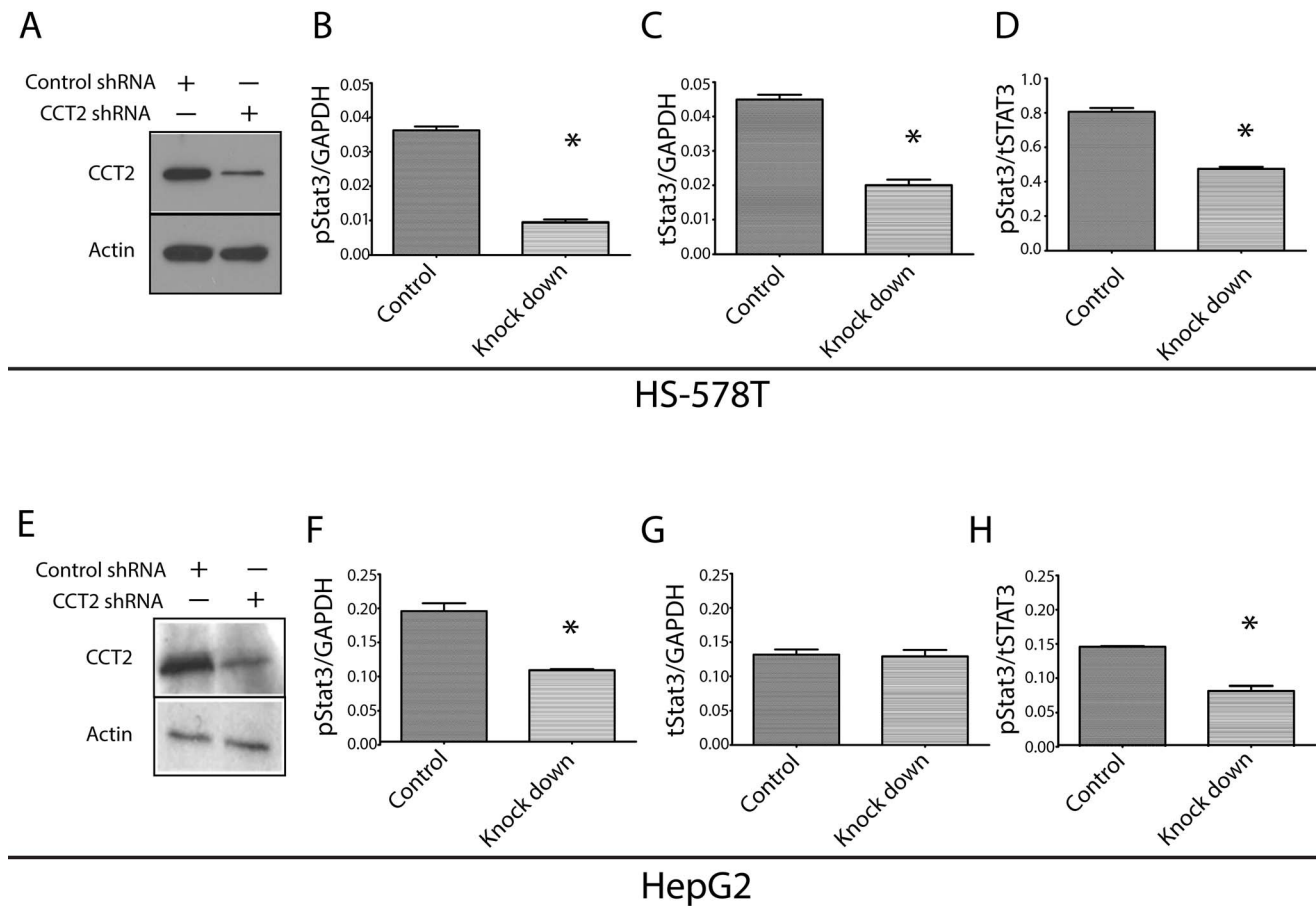 A
Control shRNA + —
CCT2 shRNA — +
CCT2
Actin
B
pStat3/GAPDH
0.05
0.04
0.03
0.02
0.010
0.00
Control
Knock down
*
C
tStat3/GAPDH
0.05
0.04
0.03
0.02
0.01
0.00
Control
Knock down
*
D
pStat3/tSTAT3
1.0
0.8
0.6
0.4
0.2
0.0
Control
Knock down
*
HS-578T
E
Control shRNA + —
CCT2 shRNA — +
CCT2
Actin
F
pStat3/GAPDH
0.25
0.20
0.15
0.10
0.05
0.00
Control
Knock down
*
G
tStat3/GAPDH
0.25
0.20
0.15
0.10
0.05
0.00
Control
Knock down
H
pStat3/tSTAT3
0.25
0.20
0.15
0.10
0.05
0.00
Control
Knock down
*
HepG2